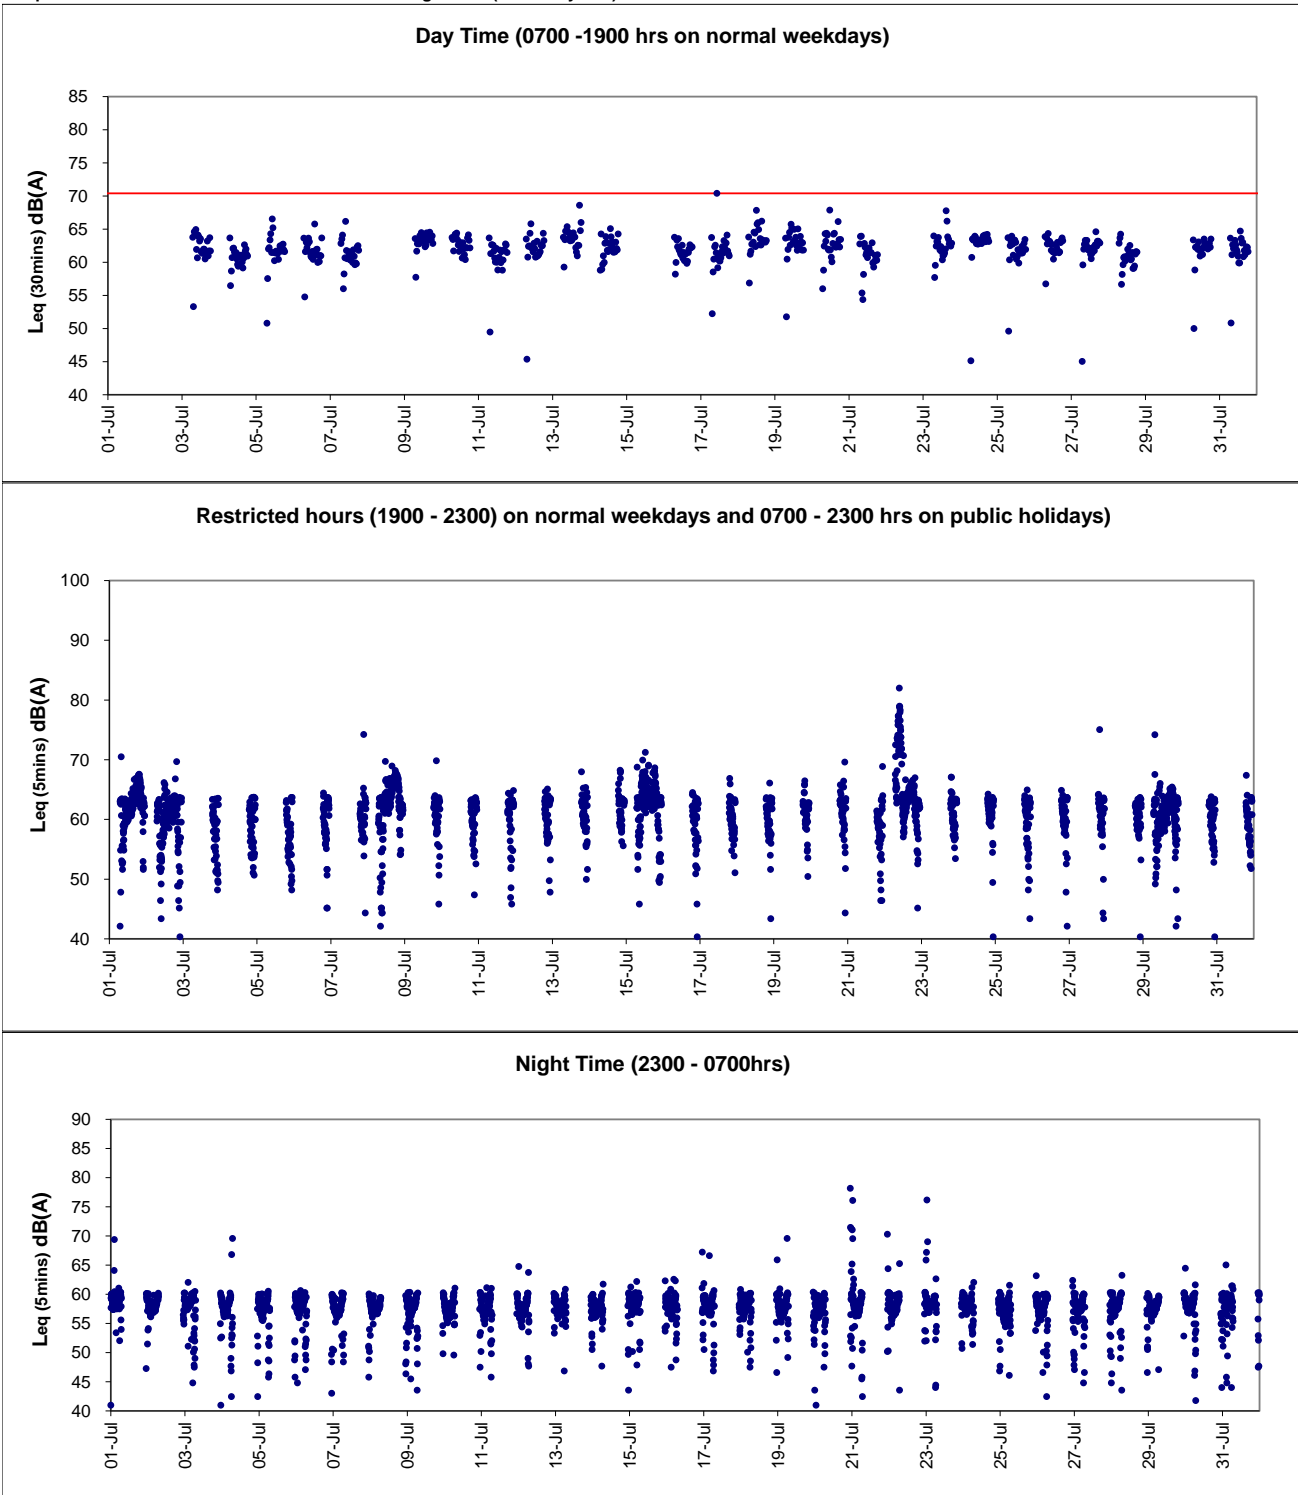 Day Time (0700 -1900 hrs on normal weekdays)
Leq (30mins) dB(A)
85
80
75
70
65
60
55
50
45
40
01-Jul
03-Jul
05-Jul
07-Jul
09-Jul
11-Jul
13-Jul
15-Jul
17-Jul
19-Jul
21-Jul
23-Jul
25-Jul
27-Jul
29-Jul
31-Jul
Restricted hours (1900 - 2300) on normal weekdays and 0700 - 2300 hrs on public holidays)
Leq (5mins) dB(A)
100
90
80
70
60
50
40
01-Jul
03-Jul
05-Jul
07-Jul
09-Jul
11-Jul
13-Jul
15-Jul
17-Jul
19-Jul
21-Jul
23-Jul
25-Jul
27-Jul
29-Jul
31-Jul
Night Time (2300 - 0700hrs)
Leq (5mins) dB(A)
90
85
80
75
70
65
60
55
50
45
40
01-Jul
03-Jul
05-Jul
07-Jul
09-Jul
11-Jul
13-Jul
15-Jul
17-Jul
19-Jul
21-Jul
23-Jul
25-Jul
27-Jul
29-Jul
31-Jul